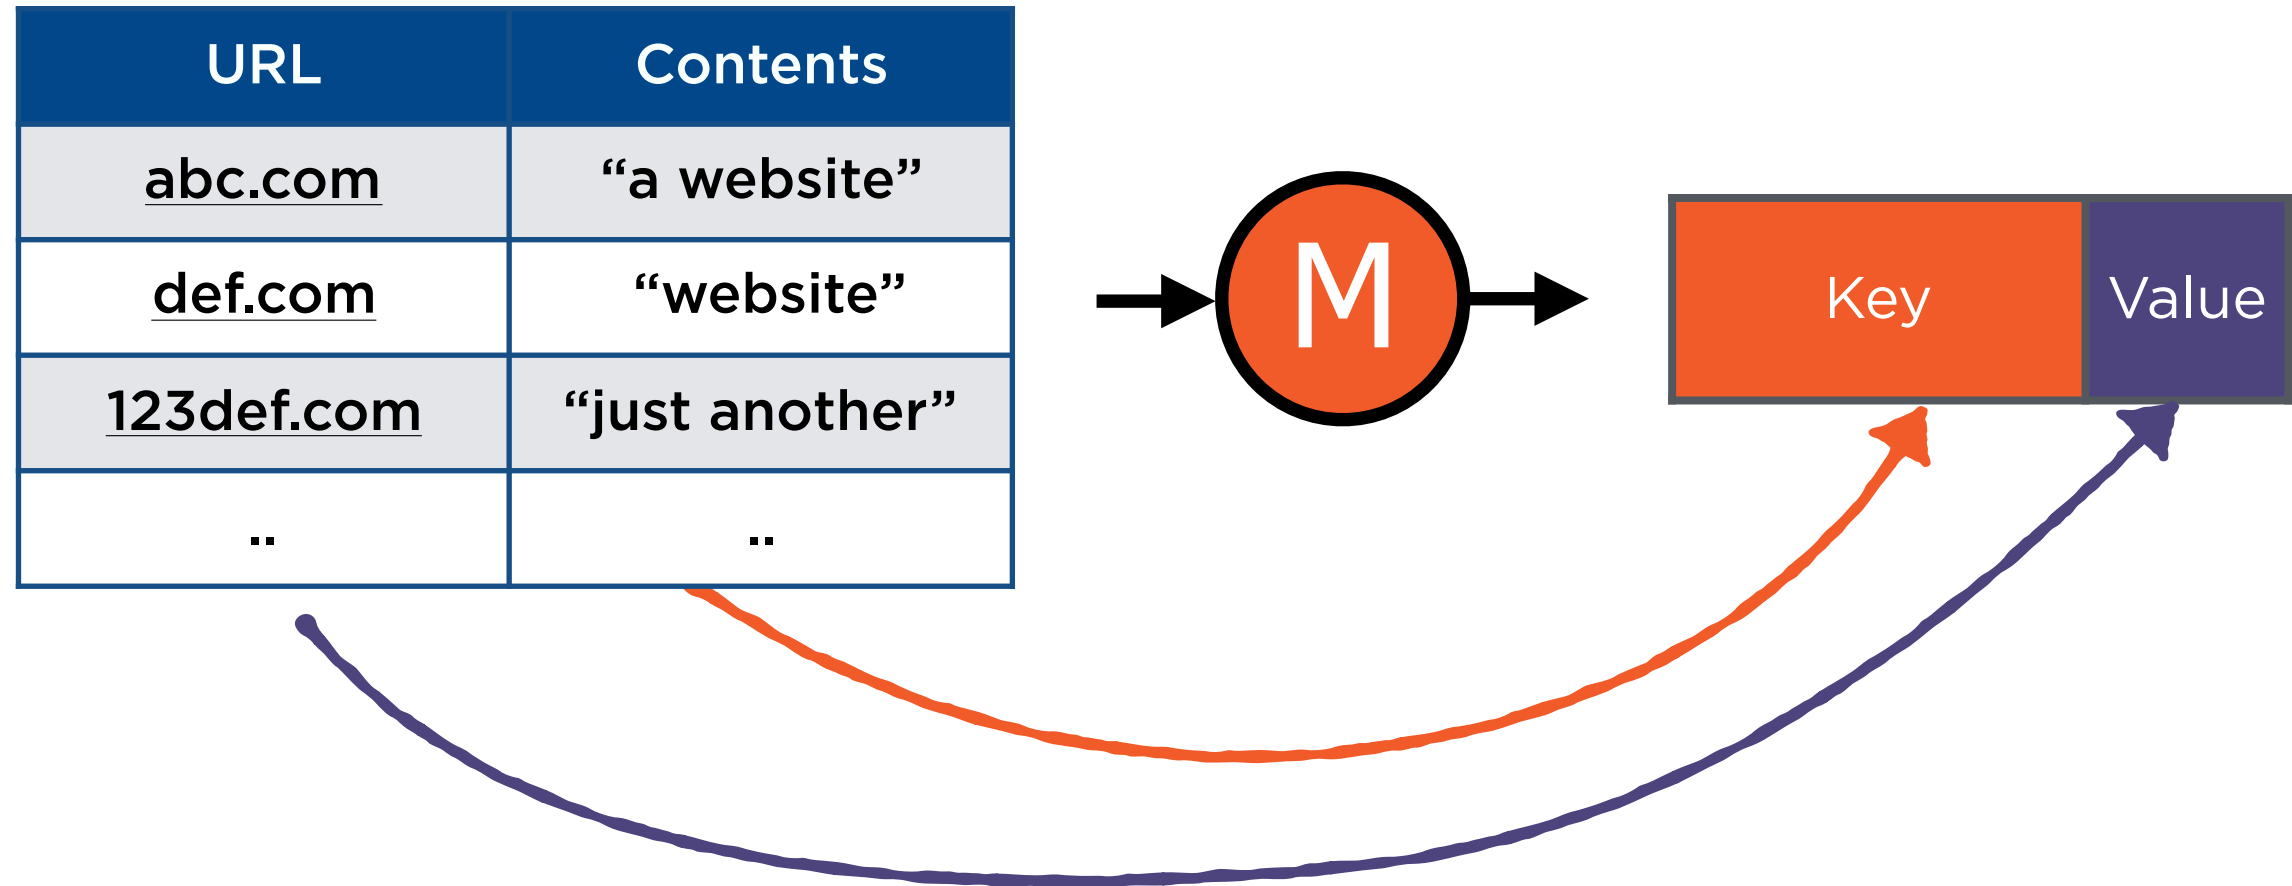 URL Contents
abc.com “a website”
def.com “website”
123def.com “just another”
.. ..
M
Key Value